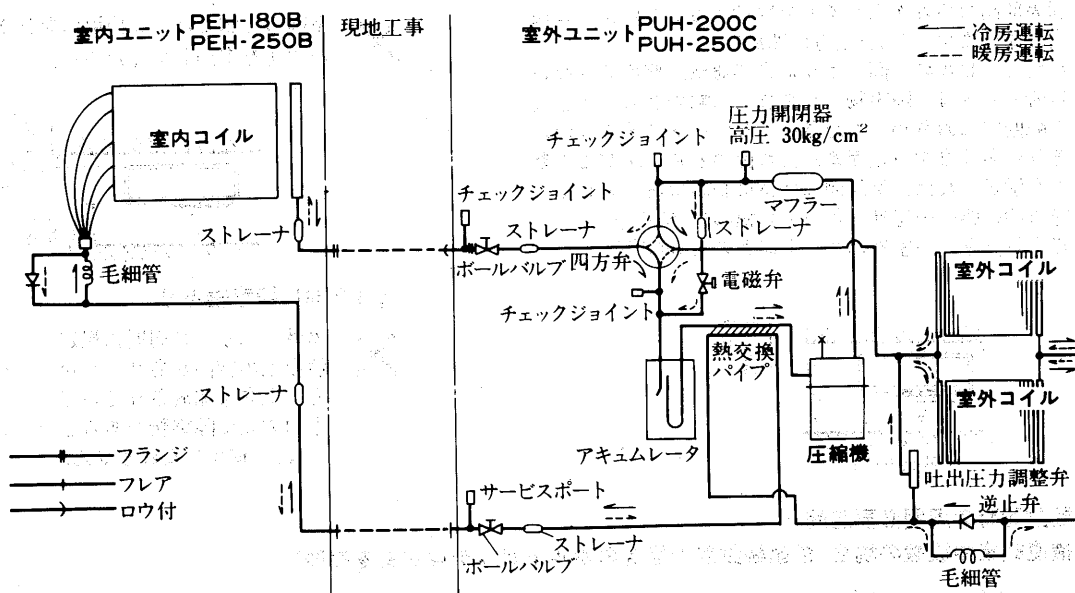 室内ユニット PEH-180B
PEH-250B
現地工事
室外ユニット PUH-200C
PUH-250C
冷房運転
暖房運転
室内コイル
チェックジョイント
圧力開閉器
高圧 30kg/cm²
マフラー
チェックジョイント
ストレーナ
ストレーナ
ストレーナ
ボールバルブ
四方弁
毛細管
電磁弁
室外コイル
チェックジョイント
熱交換
パイプ
ストレーナ
室外コイル
アキュムレータ
圧縮機
フランジ
フレア
ロウ付
吐出圧力調整弁
サービスポート
逆止弁
ストレーナ
ボールバルブ
毛細管